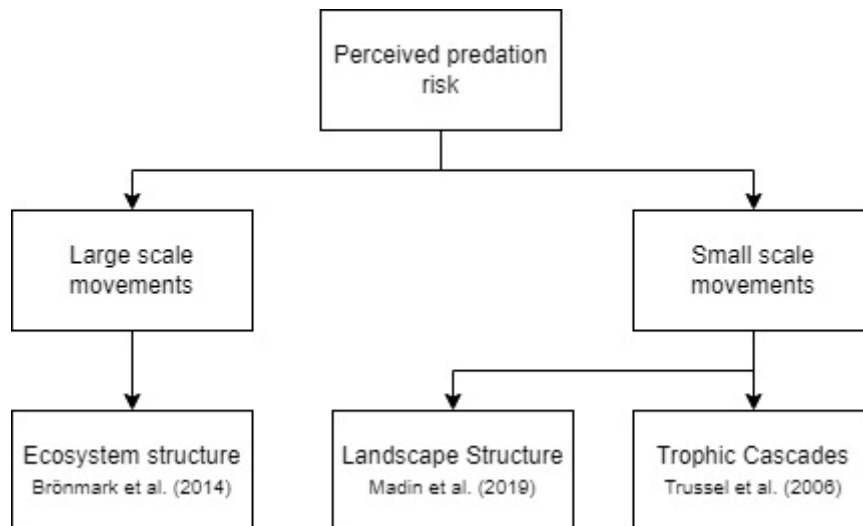 Perceived predation
risk
Large scale
movements
Small scale
movements
Ecosystem structure
Brönmark et al. (2014)
Landscape Structure
Madin et al. (2019)
Trophic Cascades
Trussel et al. (2006)